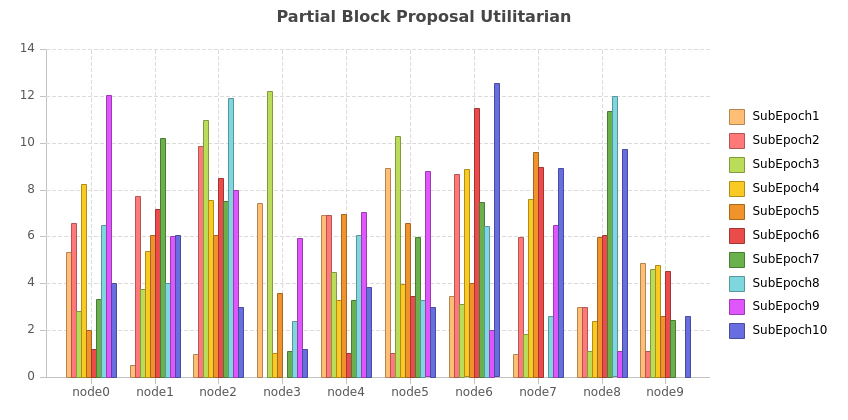 Partial Block Proposal Utilitarian
14
12
10
8
6
4
2
0
node0 node1 node2 node3 node4 node5 node6 node7 node8 node9
SubEpoch1
SubEpoch2
SubEpoch3
SubEpoch4
SubEpoch5
SubEpoch6
SubEpoch7
SubEpoch8
SubEpoch9
SubEpoch10